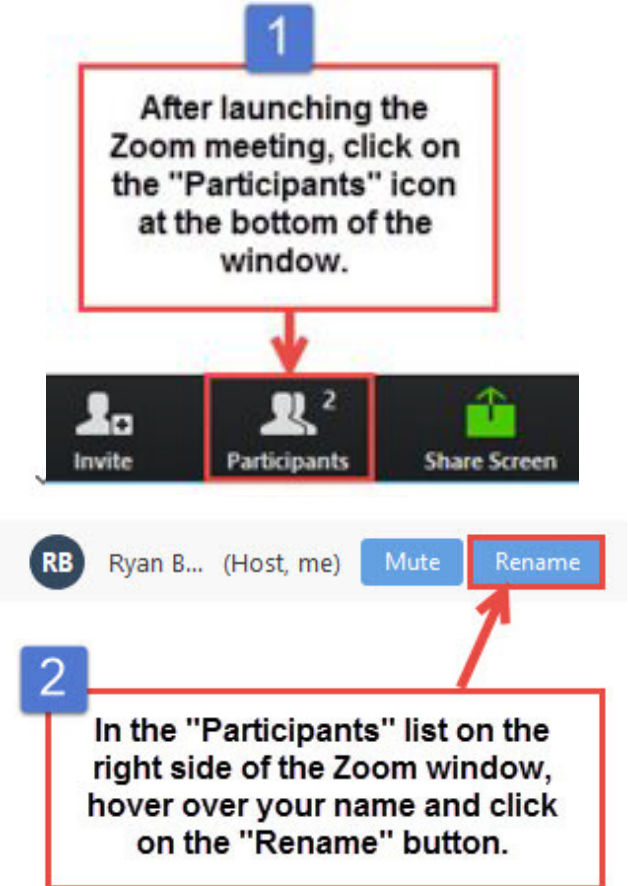 1
After launching the
Zoom meeting, click on
the "Participants" icon
at the bottom of the
window.
2
Invite
Participants
Share Screen
RB Ryan B... (Host, me) Mute Rename
2
In the "Participants" list on the
right side of the Zoom window,
hover over your name and click
on the "Rename" button.